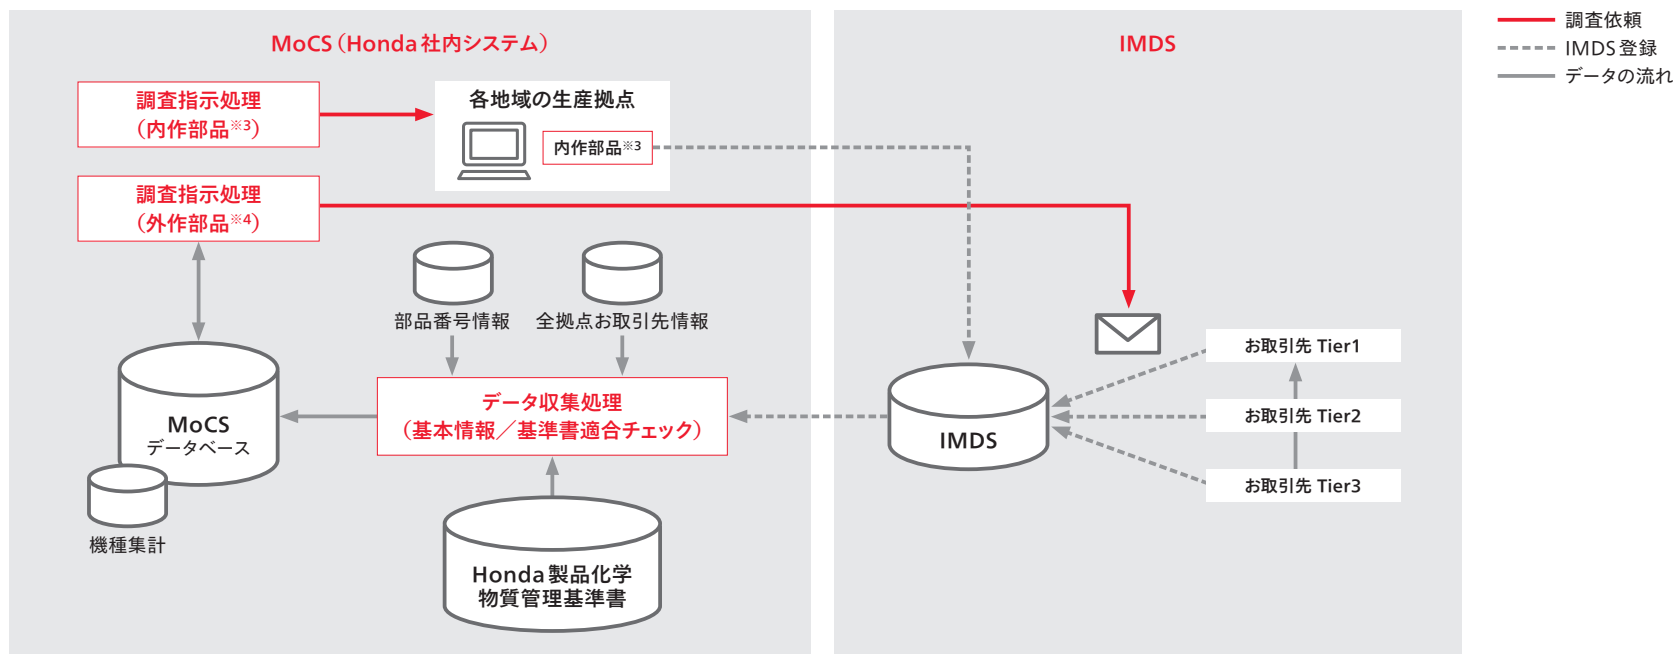 MoCS（Honda社内システム）
調査指示処理
（内作部品※3）
各地域の生産拠点
内作部品※3
調査指示処理
（外作部品※4）
部品番号情報
全拠点お取引先情報
データ収集処理
（基本情報／基準書適合チェック）
MoCS
データベース
機種集計
Honda製品化学
物質管理基準書
IMDS
IMDS
お取引先 Tier1
お取引先 Tier2
お取引先 Tier3
調査依頼
IMDS登録
データの流れ